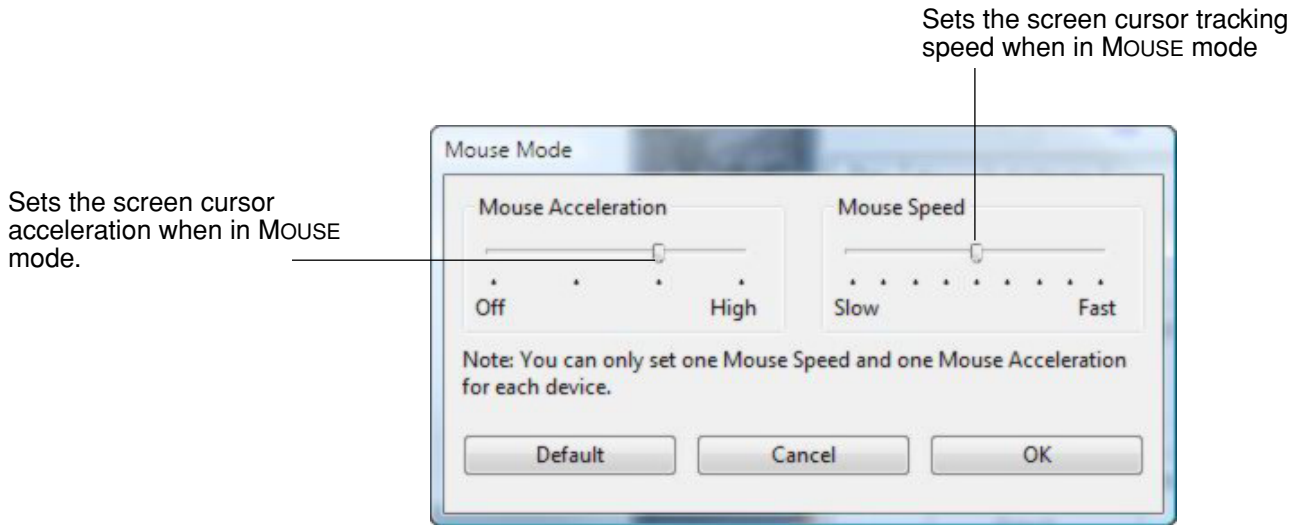 Sets the screen cursor tracking
speed when in MOUSE mode
Mouse Mode
Sets the screen cursor
acceleration when in MOUSE
mode.
Mouse Acceleration
Mouse Speed
Off
High
Slow
Fast
Note: You can only set one Mouse Speed and one Mouse Acceleration
for each device.
Default
Cancel
OK